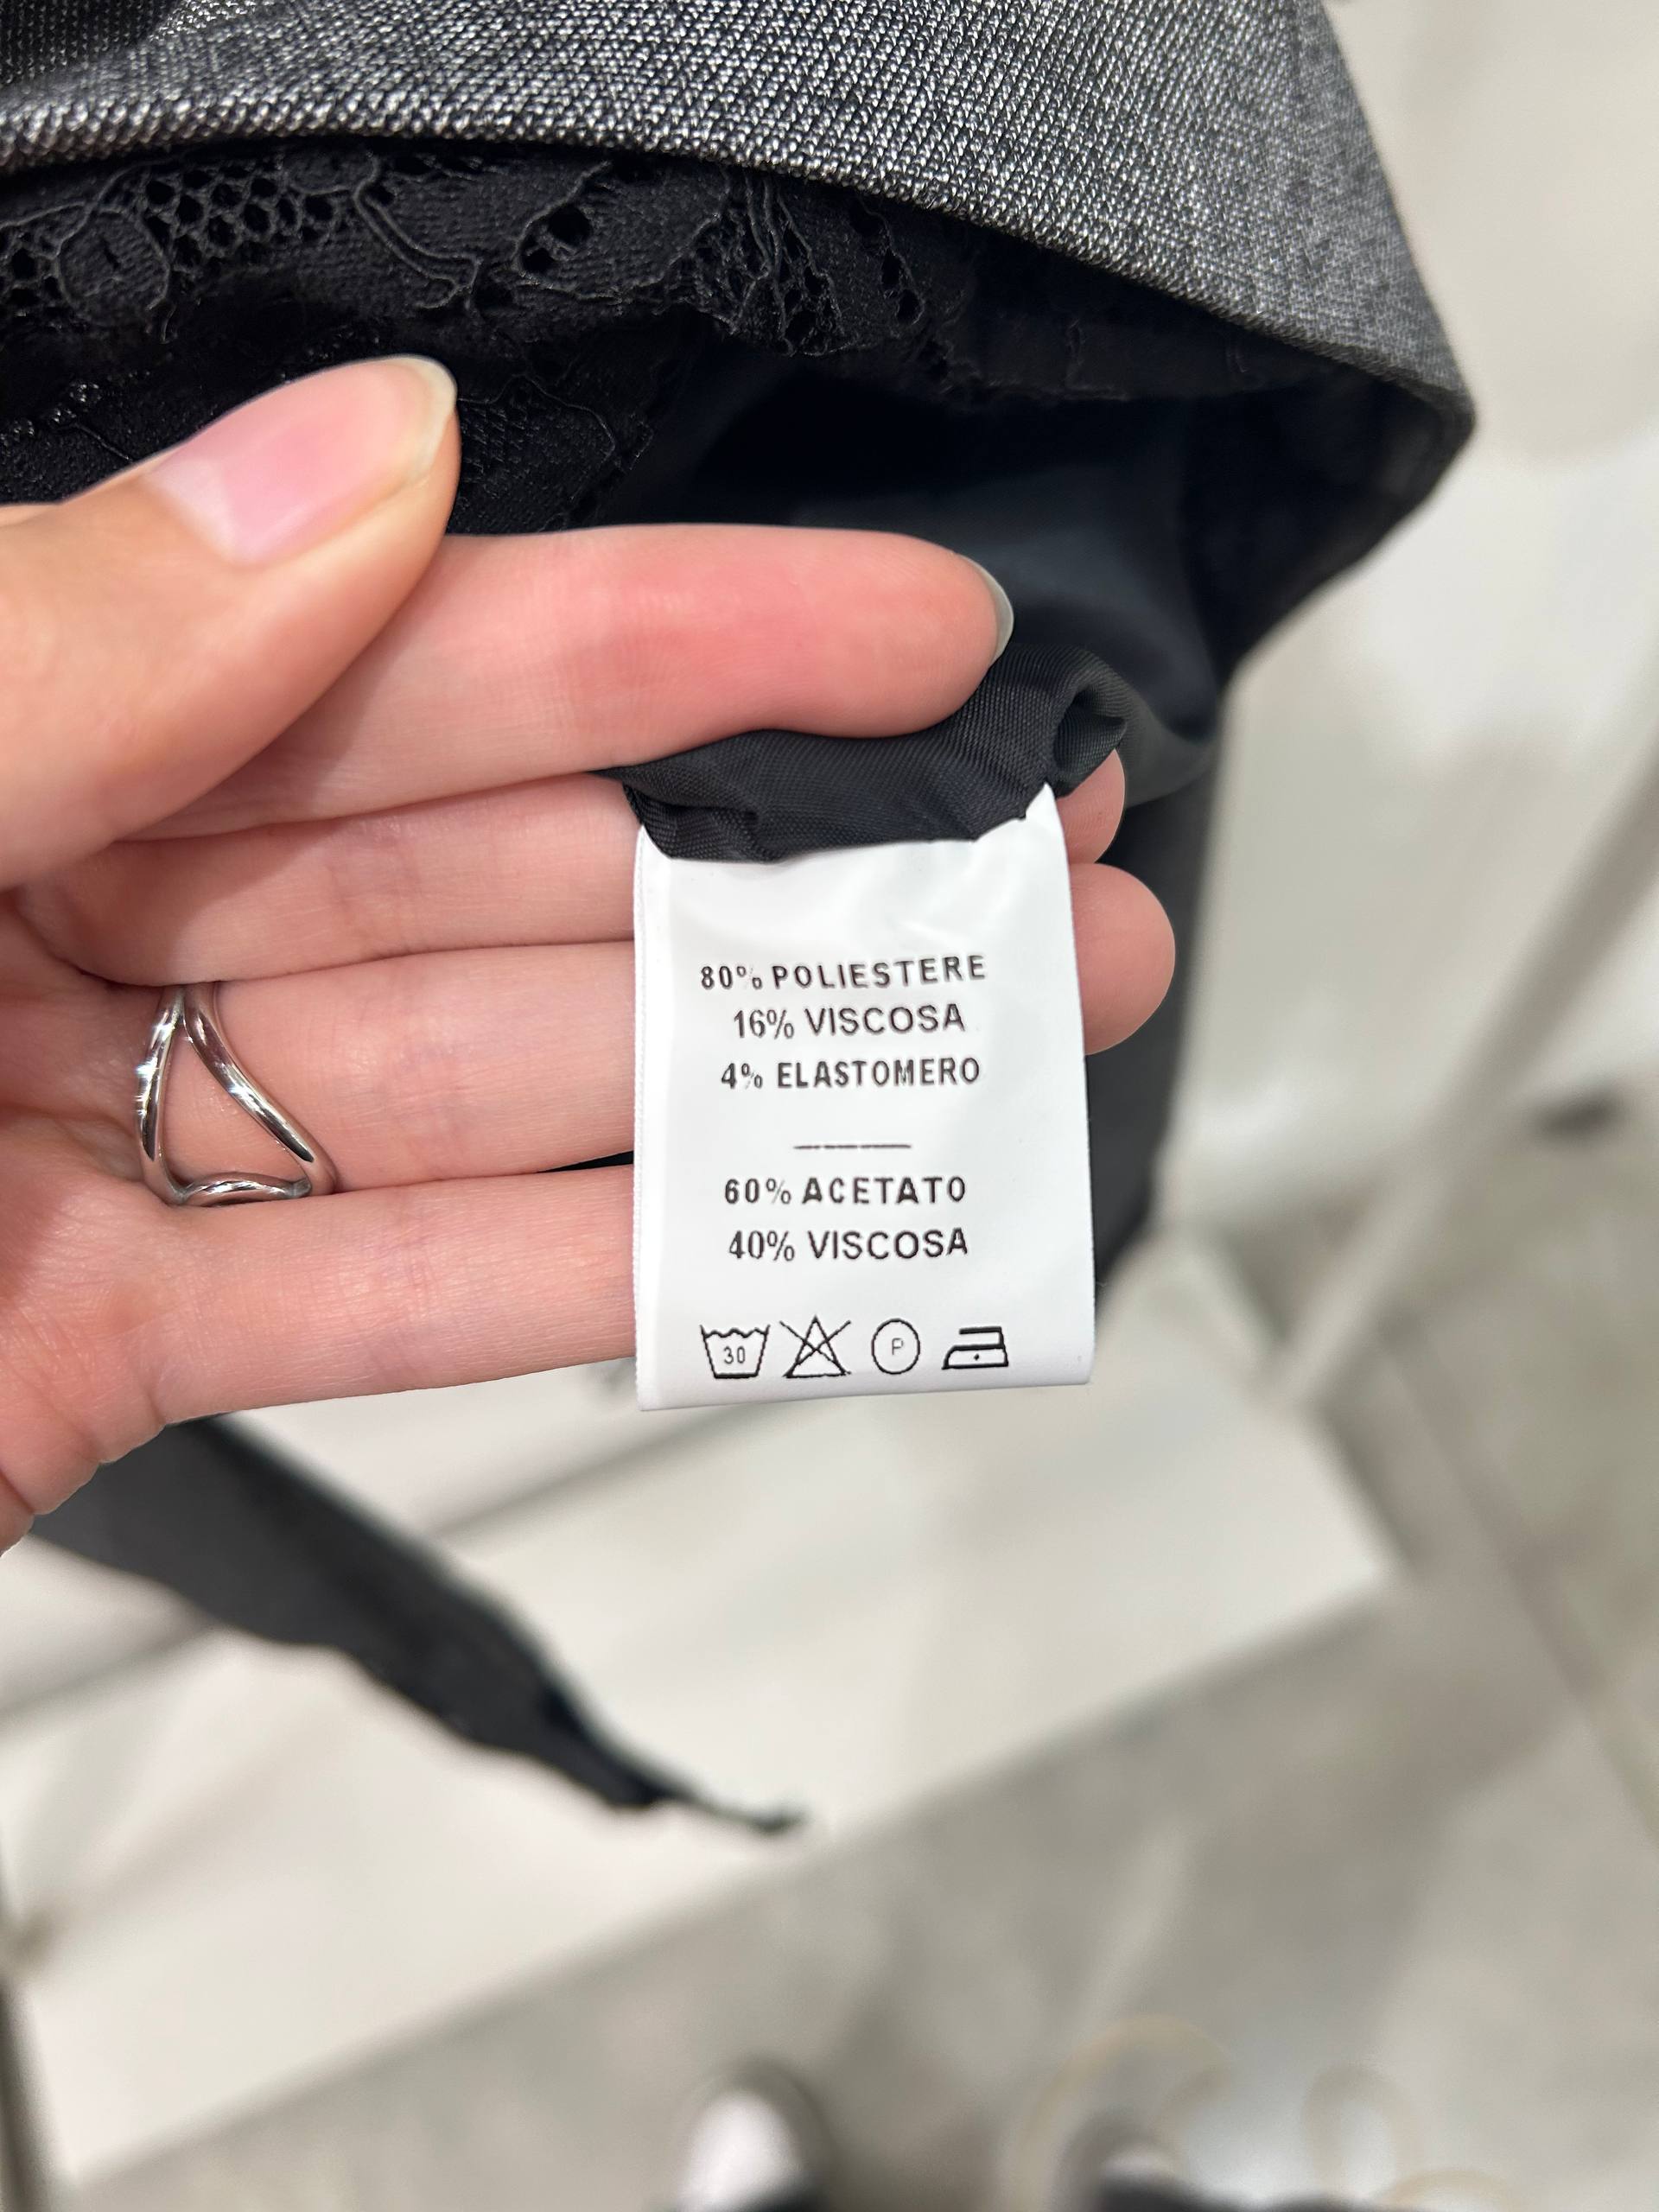 80% POLIESTERE
16% VISCOSA
4% ELASTOMERO
60% ACETATO
40% VISCOSA
30 P